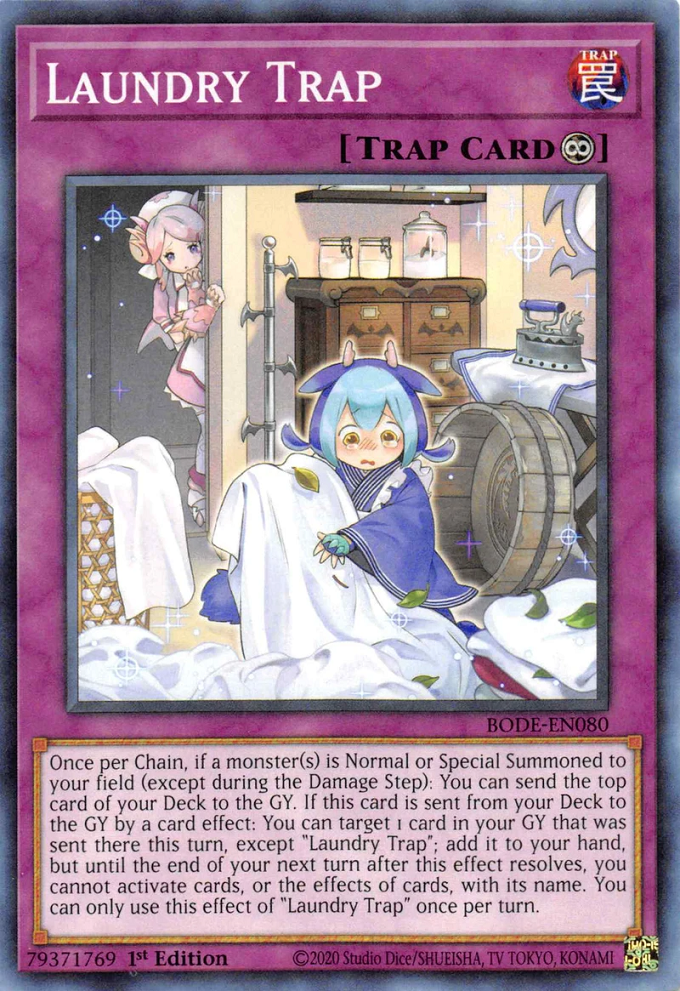 LAUNDRY TRAP
TRAP
罠
[TRAP CARD♾]
BODE-EN080
Once per Chain, if a monster(s) is Normal or Special Summoned to
your field (except during the Damage Step): You can send the top
card of your Deck to the GY. If this card is sent from your Deck to
the GY by a card effect: You can target 1 card in your GY that was
sent there this turn, except "Laundry Trap"; add it to your hand,
but until the end of your next turn after this effect resolves, you
cannot activate cards, or the effects of cards, with its name. You
can only use this effect of "Laundry Trap" once per turn.
79371769 1st Edition ©2020 Studio Dice/SHUEISHA, TV TOKYO, KONAMI